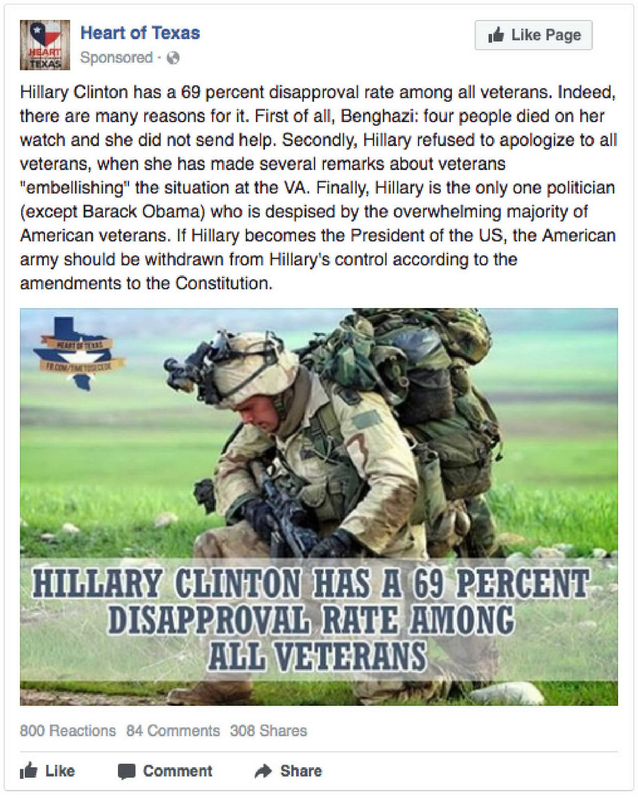 Heart of Texas
Like Page
Sponsored ·
HEART
TEXAS
Hillary Clinton has a 69 percent disapproval rate among all veterans. Indeed,
there are many reasons for it. First of all, Benghazi: four people died on her
watch and she did not send help. Secondly, Hillary refused to apologize to all
veterans, when she has made several remarks about veterans
"embellishing" the situation at the VA. Finally, Hillary is the only one politician
(except Barack Obama) who is despised by the overwhelming majority of
American veterans. If Hillary becomes the President of the US, the American
army should be withdrawn from Hillary's control according to the
amendments to the Constitution.
HEART OF TEXAS
FB.COM/TIMETOSECEDE
HILLARY CLINTON HAS A 69 PERCENT
DISAPPROVAL RATE AMONG
ALL VETERANS
800 Reactions 84 Comments 308 Shares
Like Comment Share